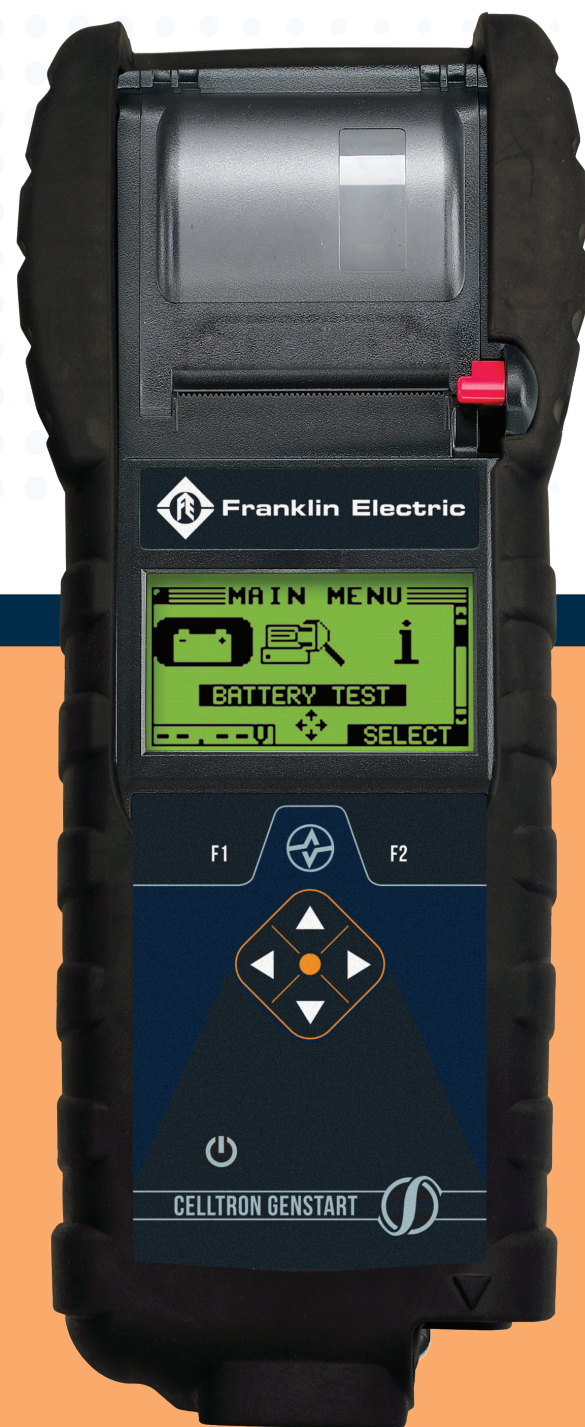 Franklin Electric
MAIN MENU
i
BATTERY TEST
--.--V
SELECT
F1
F2
CELLTRON GENSTART